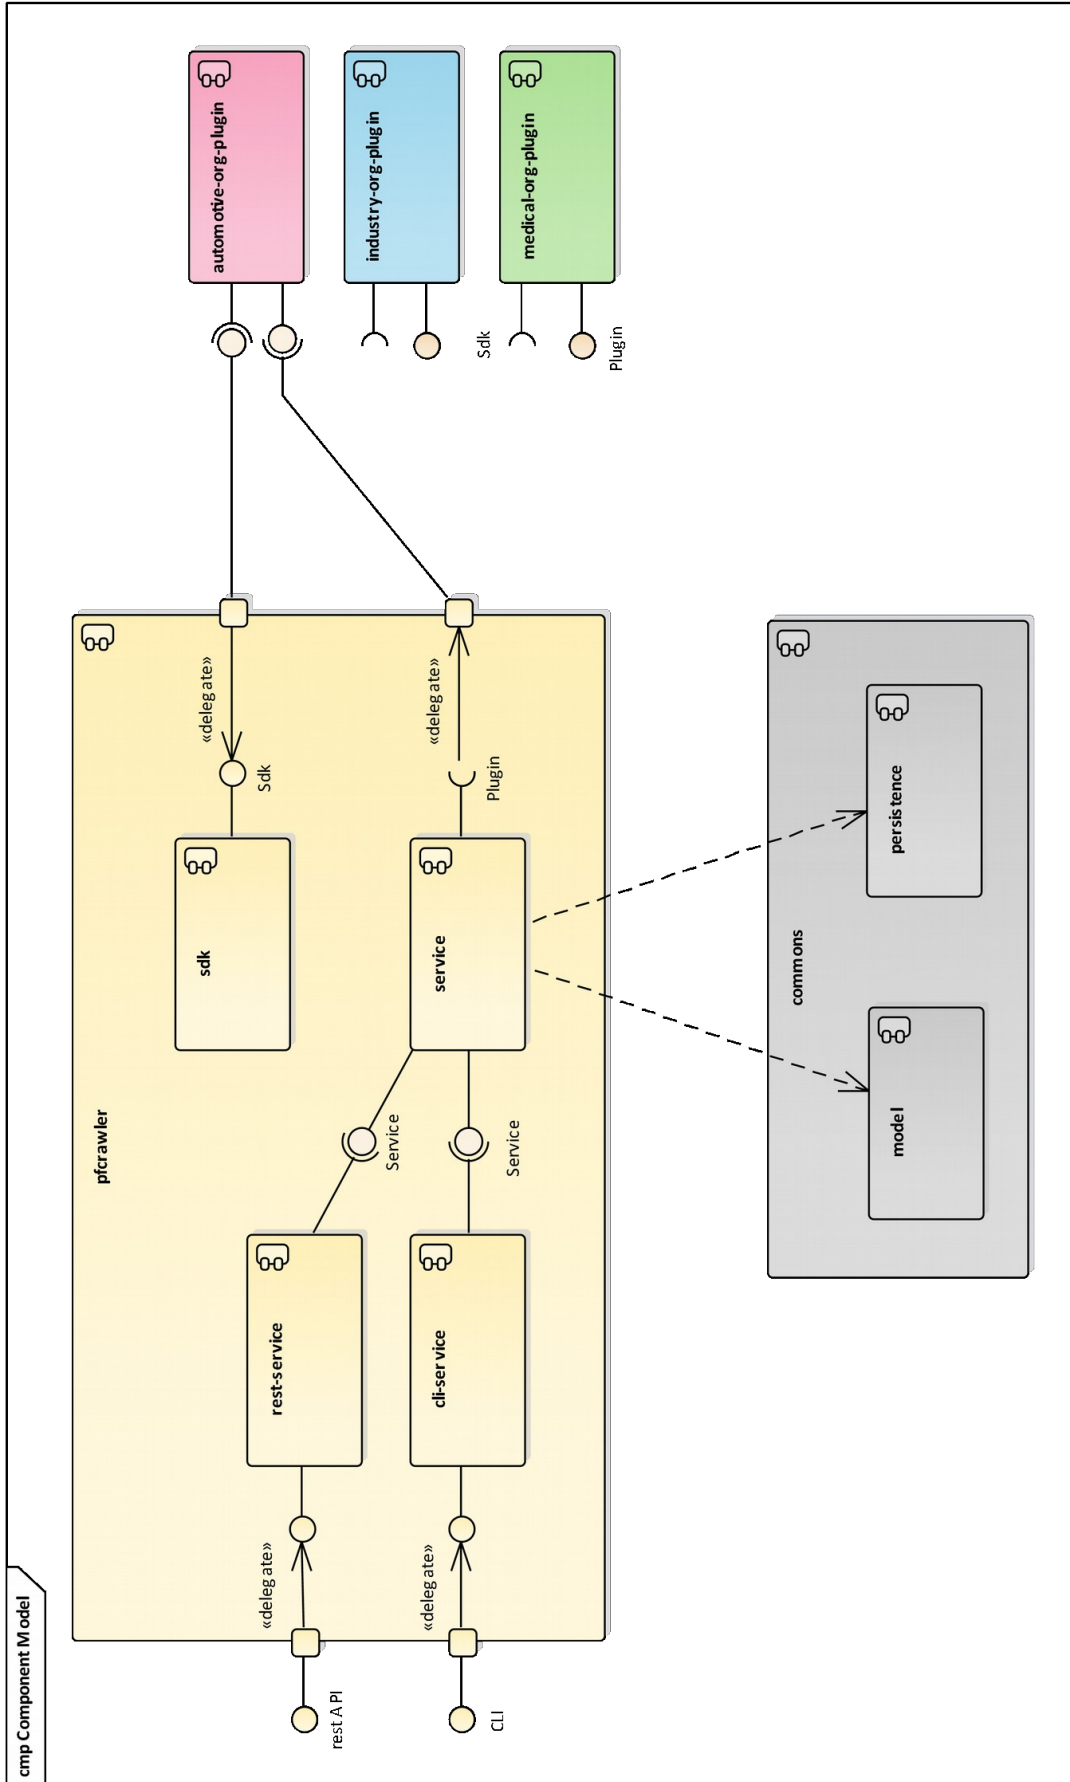 cmp Component Model
pfcrawler
rest API
CLI
«delegate»
«delegate»
rest-service
cli-service
Service
Service
sdk
service
Sdk
Plugin
«delegate»
«delegate»
automotive-org-plugin
industry-org-plugin
medical-org-plugin
Sdk
Plugin
commons
model
persistence